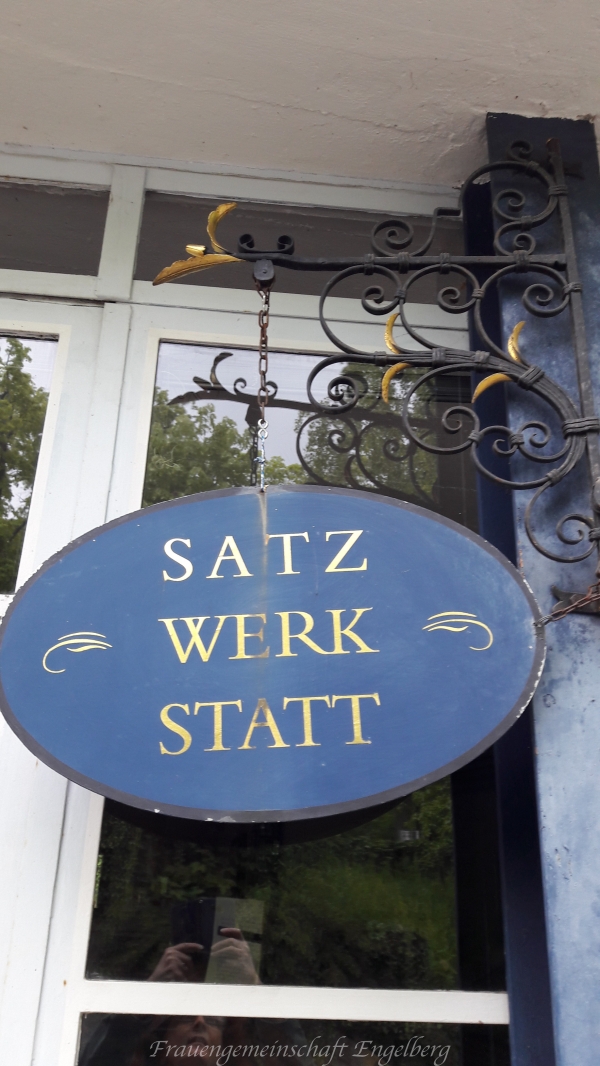 SATZ
WERK
STATT
Frauengemeinschaft Engelberg